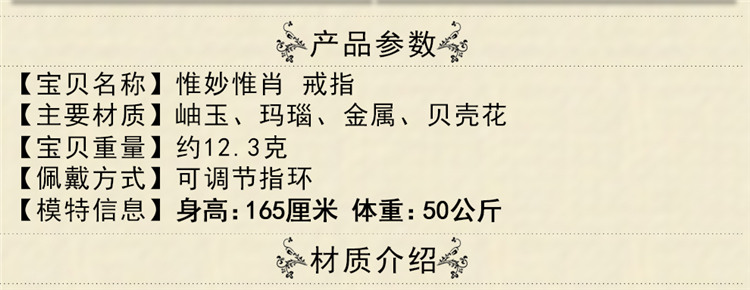 产品参数
【宝贝名称】惟妙惟肖 戒指
【主要材质】岫玉、玛瑙、金属、贝壳花
【宝贝重量】约12.3克
【佩戴方式】可调节指环
【模特信息】身高:165厘米 体重:50公斤
材质介绍